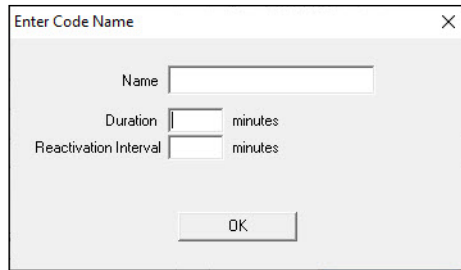 Enter Code Name
Name
Duration minutes
Reactivation Interval minutes
OK